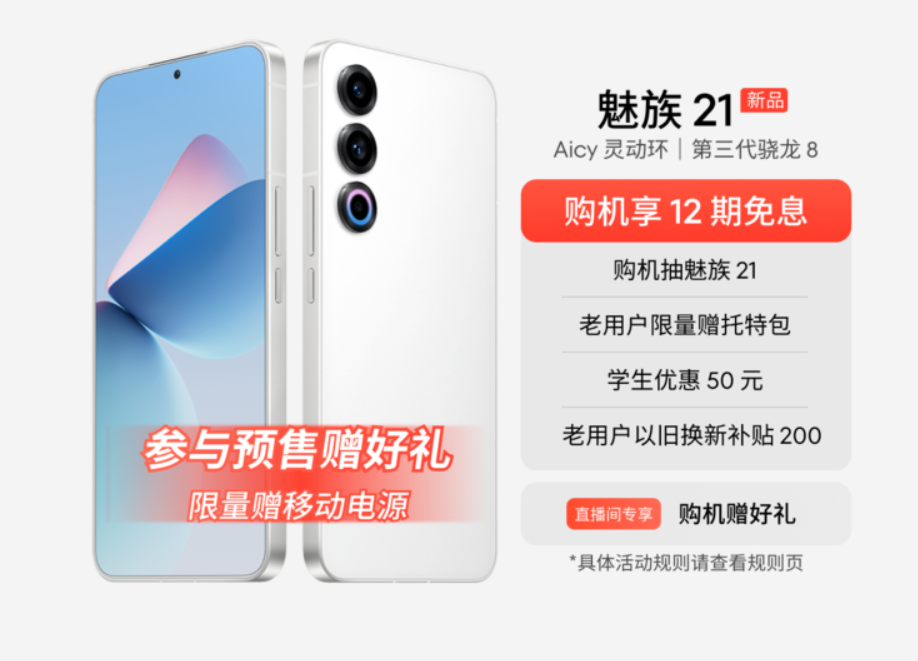 魅族 21 新品
Aicy 灵动环｜第三代骁龙 8
购机享 12 期免息
购机抽魅族 21
老用户限量赠托特包
学生优惠 50 元
老用户以旧换新补贴 200
直播间专享 购机赠好礼
*具体活动规则请查看规则页
参与预售赠好礼
限量赠移动电源